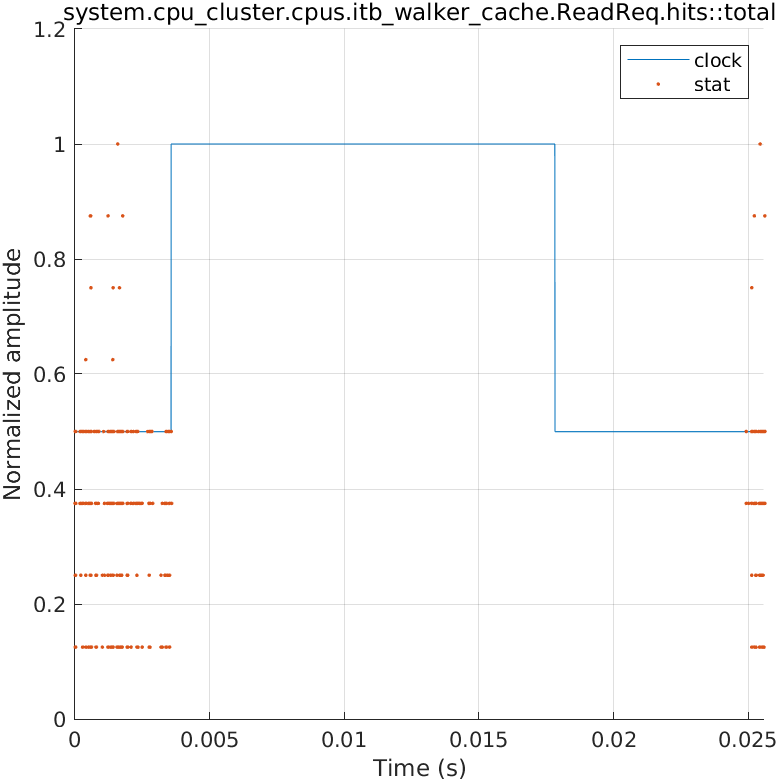 system.cpu_cluster.cpus.itb_walker_cache.ReadReq.hits::total
1.2
clock
stat
1
0.8
0.6
0.4
0.2
0
Normalized amplitude
0
0.005
0.01
0.015
0.02
0.025
Time (s)